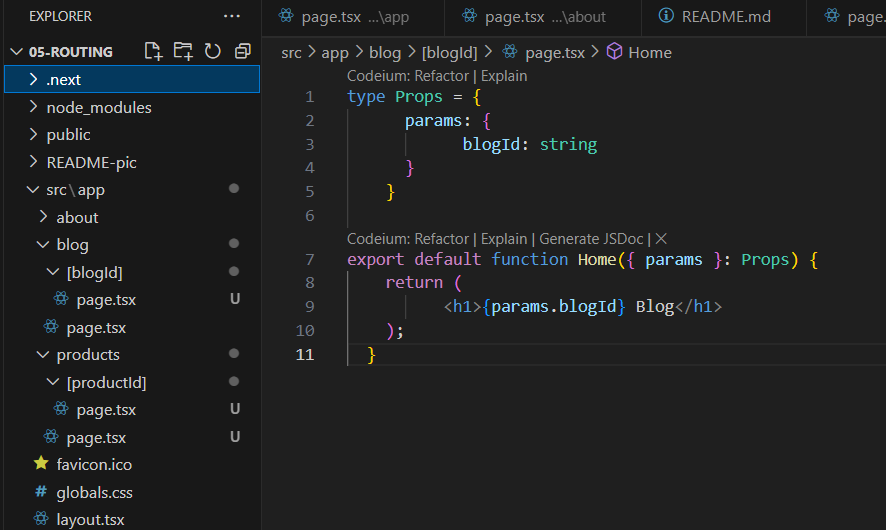 EXPLORER
...
05-ROUTING
.next
node_modules
public
README-pic
src\app
about
blog
[blogId]
page.tsx U
page.tsx
products
[productId]
page.tsx U
page.tsx U
favicon.ico
# globals.css
layout.tsx
page.tsx ...\app
page.tsx ...\about
README.md
page.
src > app > blog > [blogId] > page.tsx > Home
Codeium: Refactor | Explain
1 type Props = {
2 params: {
3 blogId: string
4 }
5 }
6
Codeium: Refactor | Explain | Generate JSDoc | X
7 export default function Home({ params }: Props) {
8 return (
9 <h1>{params.blogId} Blog</h1>
10 );
11 }